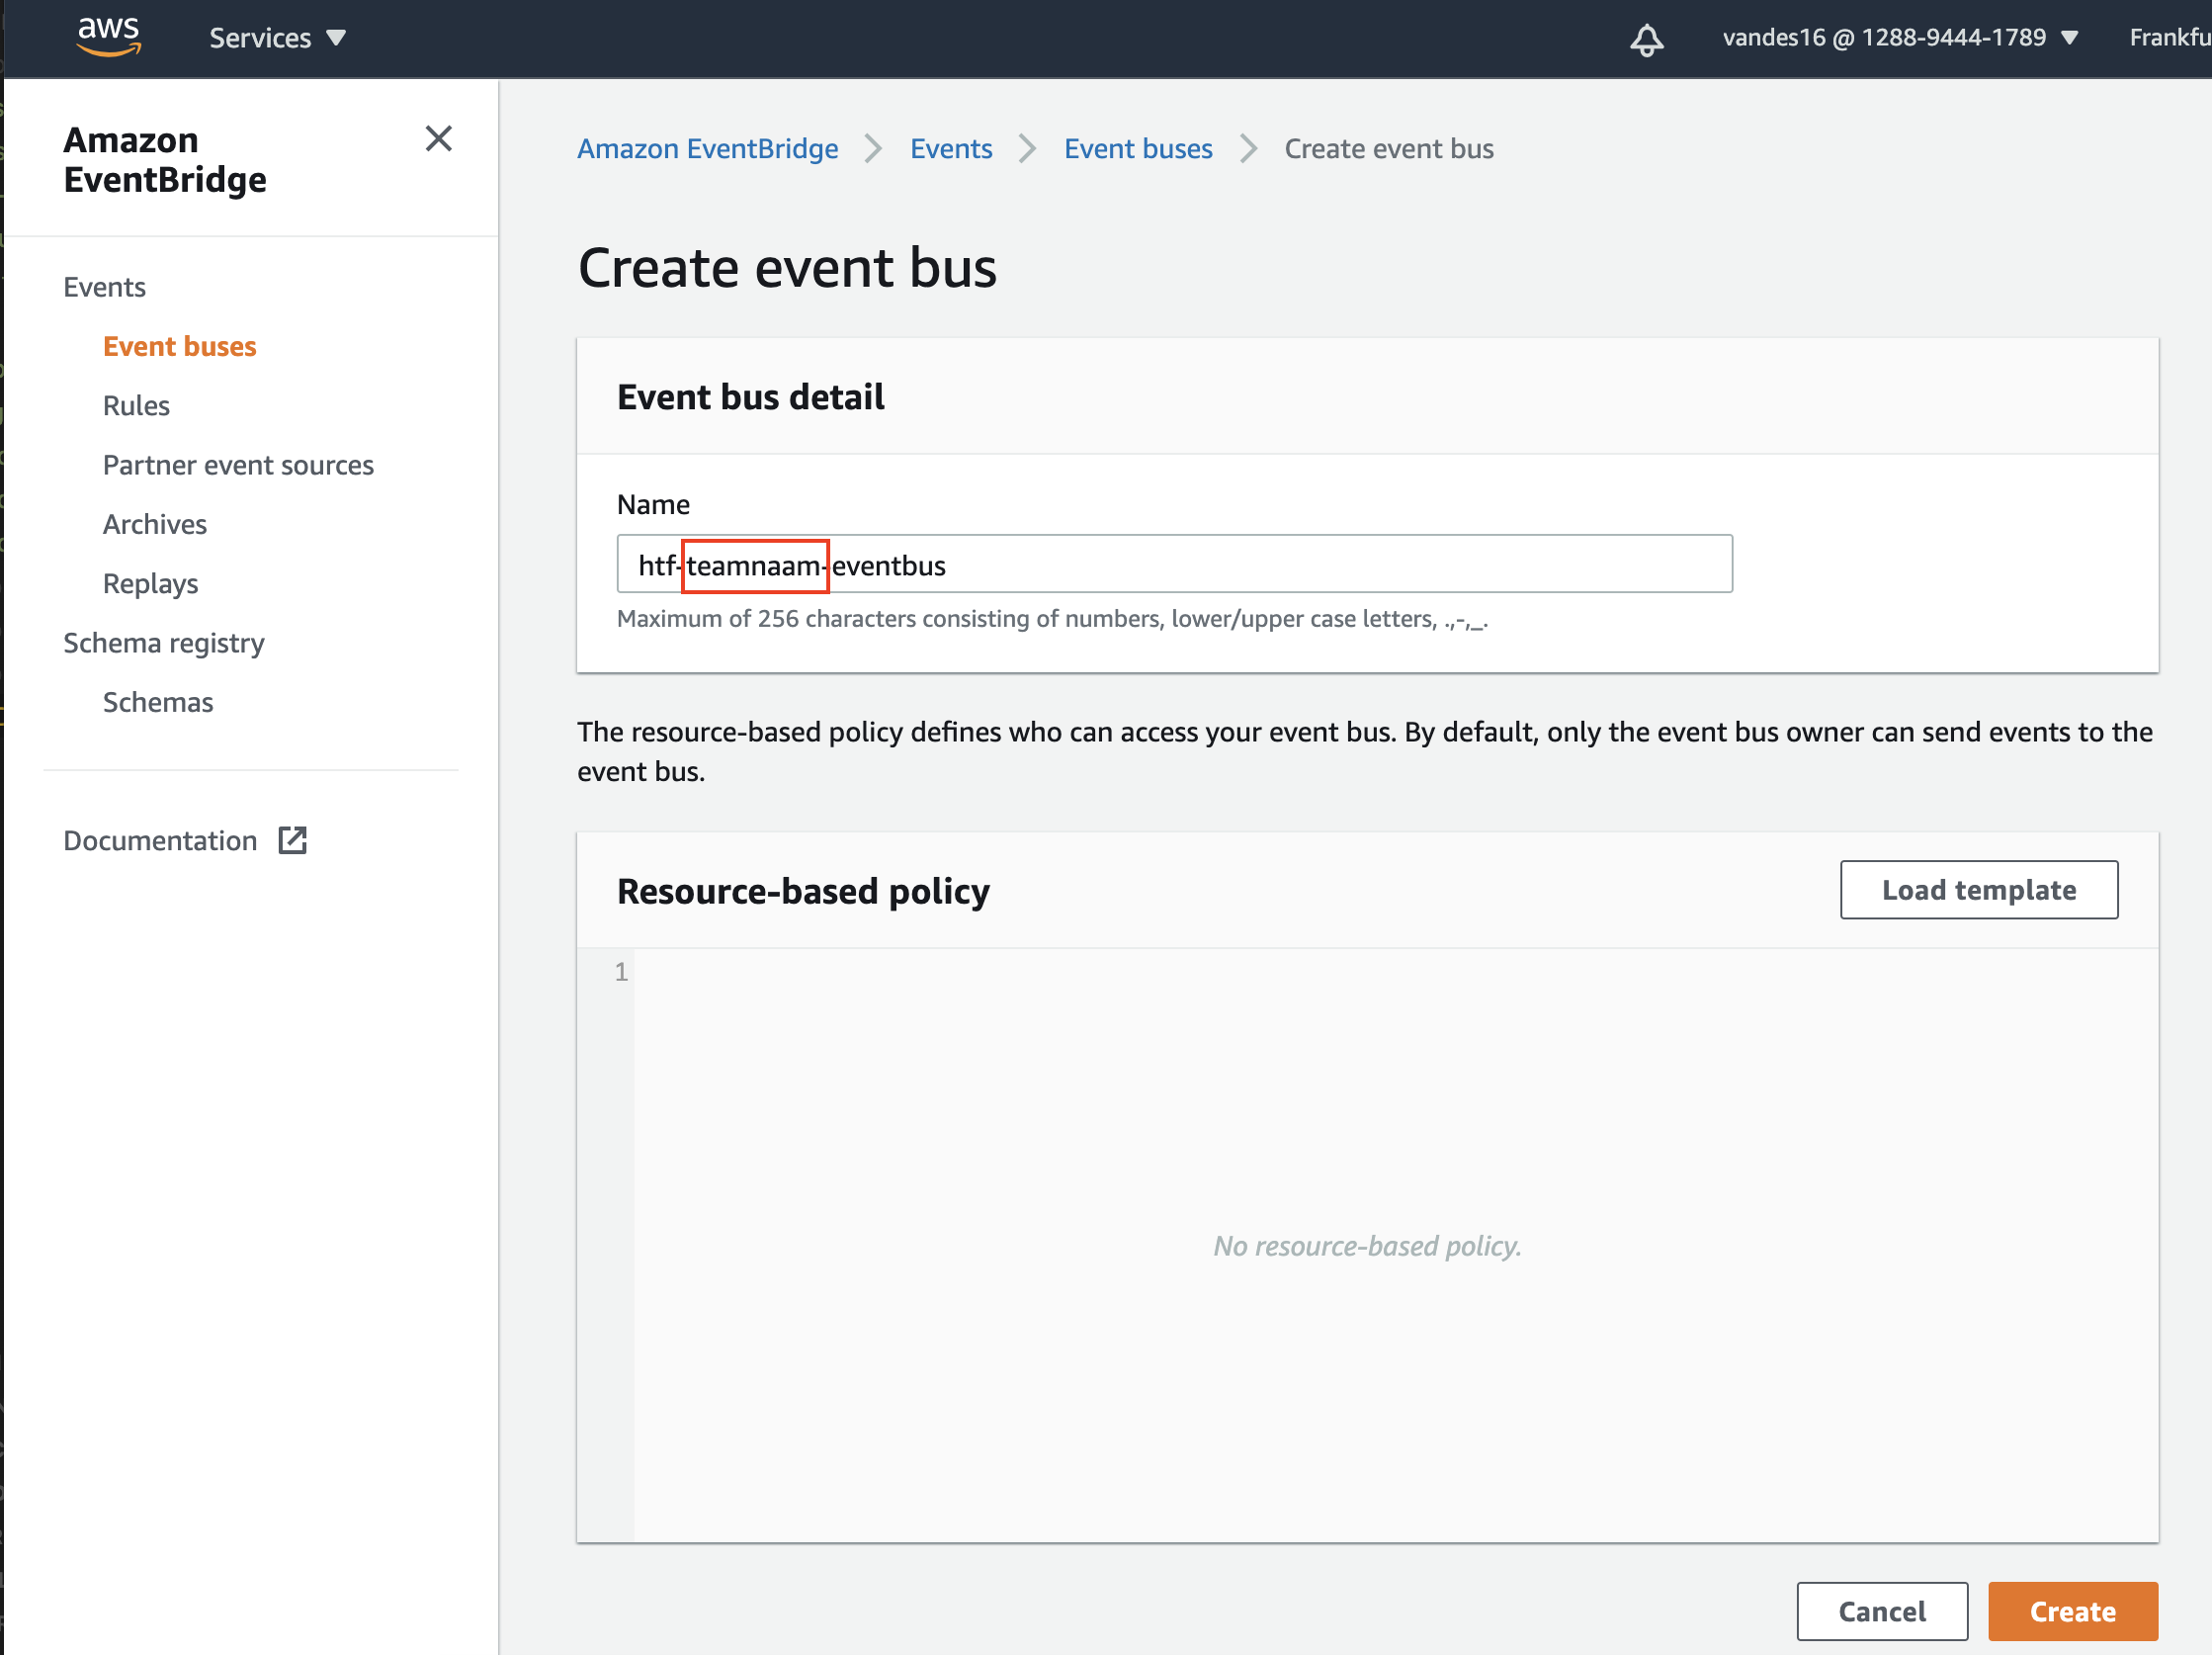 aws
Services
vandes16 @ 1288-9444-1789
Frankfu
Amazon
EventBridge
Events
Event buses
Rules
Partner event sources
Archives
Replays
Schema registry
Schemas
Documentation
Amazon EventBridge
Events
Event buses
Create event bus
Create event bus
Event bus detail
Name
htf-teamnaam-eventbus
Maximum of 256 characters consisting of numbers, lower/upper case letters, .,-,_.
The resource-based policy defines who can access your event bus. By default, only the event bus owner can send events to the
event bus.
Resource-based policy
Load template
1
No resource-based policy.
Cancel
Create